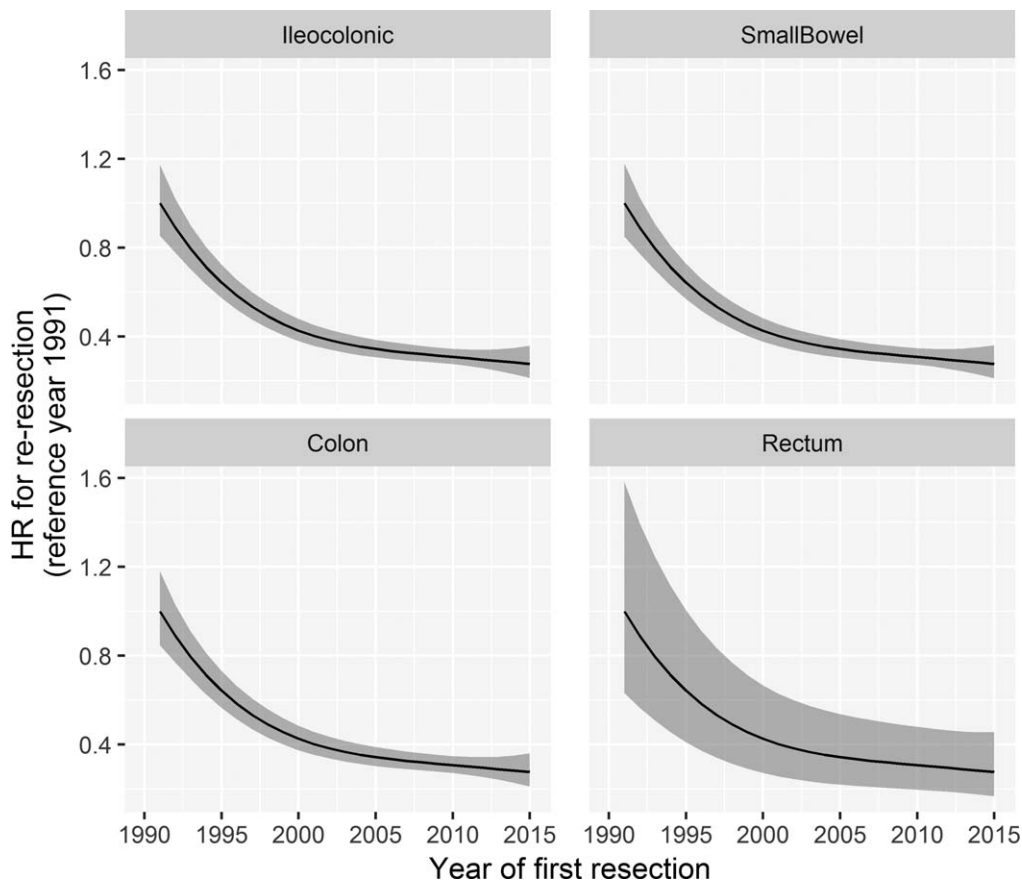 Ileocolonic
SmallBowel
1.6
1.2
0.8
0.4
Colon
Rectum
1.6
1.2
0.8
0.4
HR for re-resection
(reference year 1991)
1990 1995 2000 2005 2010 2015
1990 1995 2000 2005 2010 2015
Year of first resection